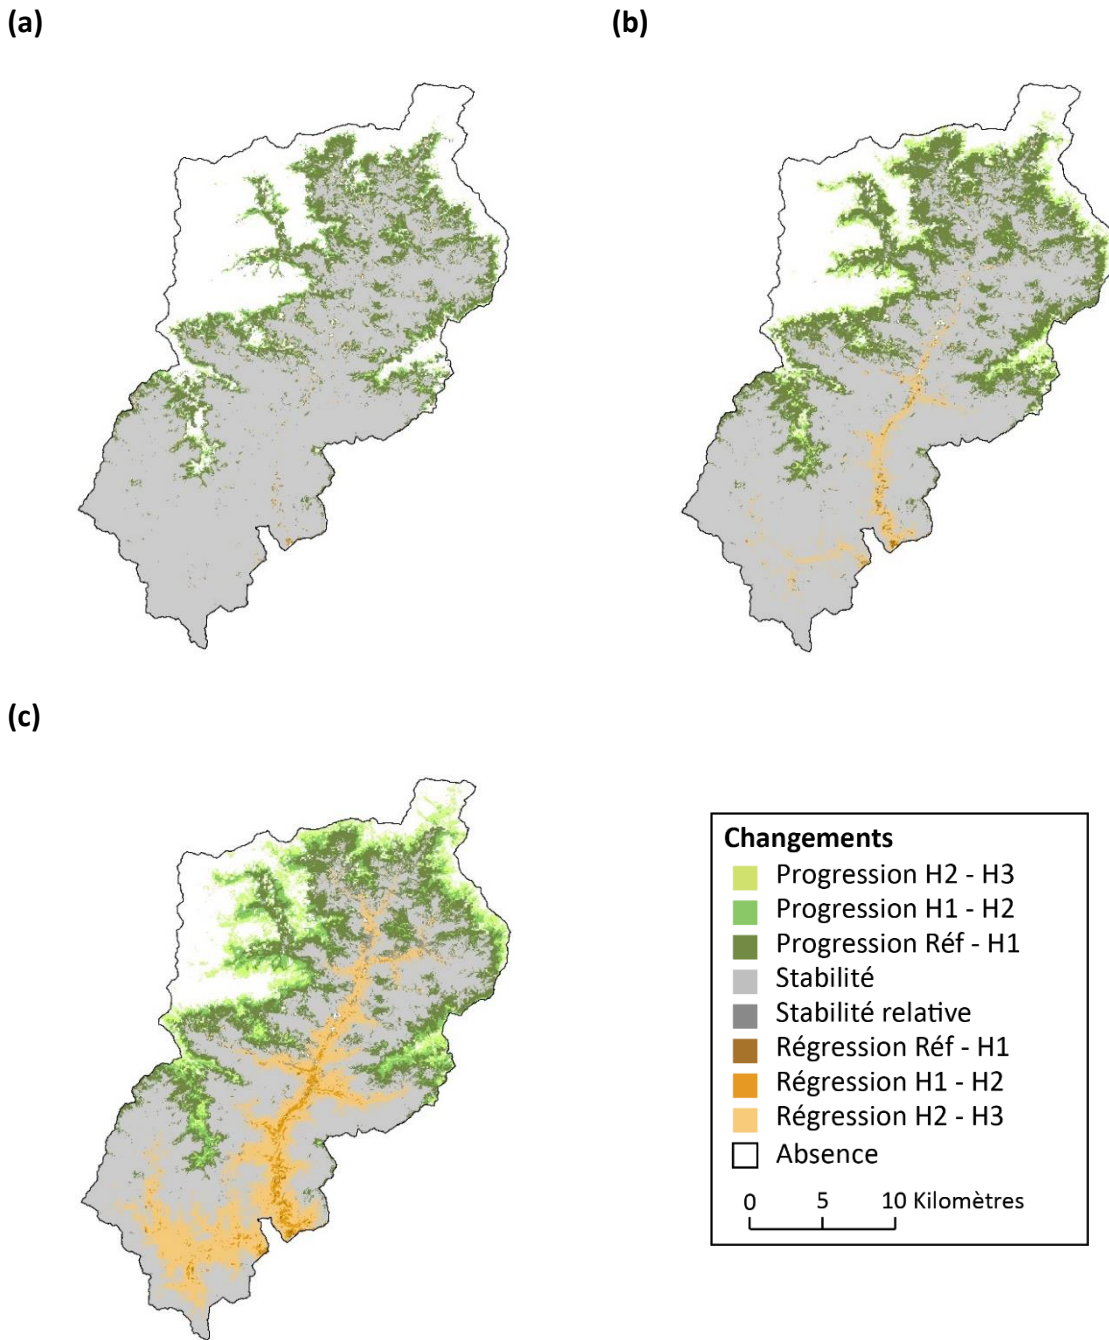 (a)
(b)
(c)
Changements
Progression H2 - H3
Progression H1 - H2
Progression Réf - H1
Stabilité
Stabilité relative
Régression Réf - H1
Régression H1 - H2
Régression H2 - H3
Absence
0 5 10 Kilomètres